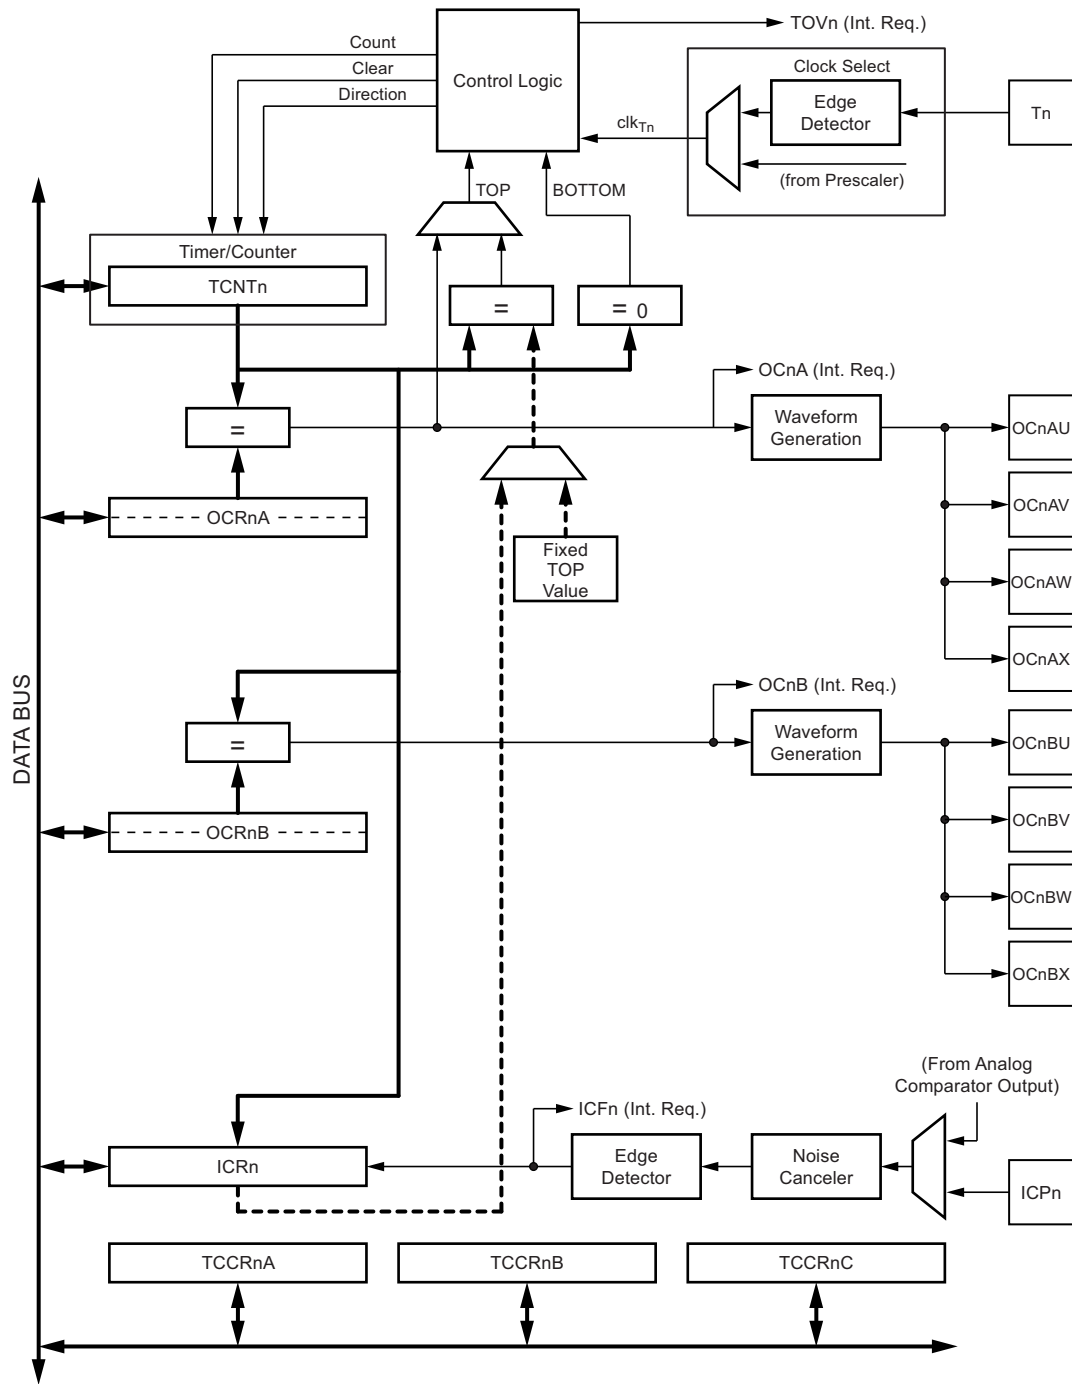 TOVn (Int. Req.)
Count
Clear
Direction
Control Logic
Clock Select
Edge
Detector
Tn
clkTn
(from Prescaler)
TOP
BOTTOM
Timer/Counter
TCNTn
=
= 0
OCnA (Int. Req.)
=
Waveform
Generation
OCnAU
OCRnA
OCnAV
Fixed
TOP
Value
OCnAW
OCnAX
DATA BUS
OCnB (Int. Req.)
=
Waveform
Generation
OCnBU
OCRnB
OCnBV
OCnBW
OCnBX
(From Analog
Comparator Output)
ICFn (Int. Req.)
ICRn
Edge
Detector
Noise
Canceler
ICPn
TCCRnA
TCCRnB
TCCRnC